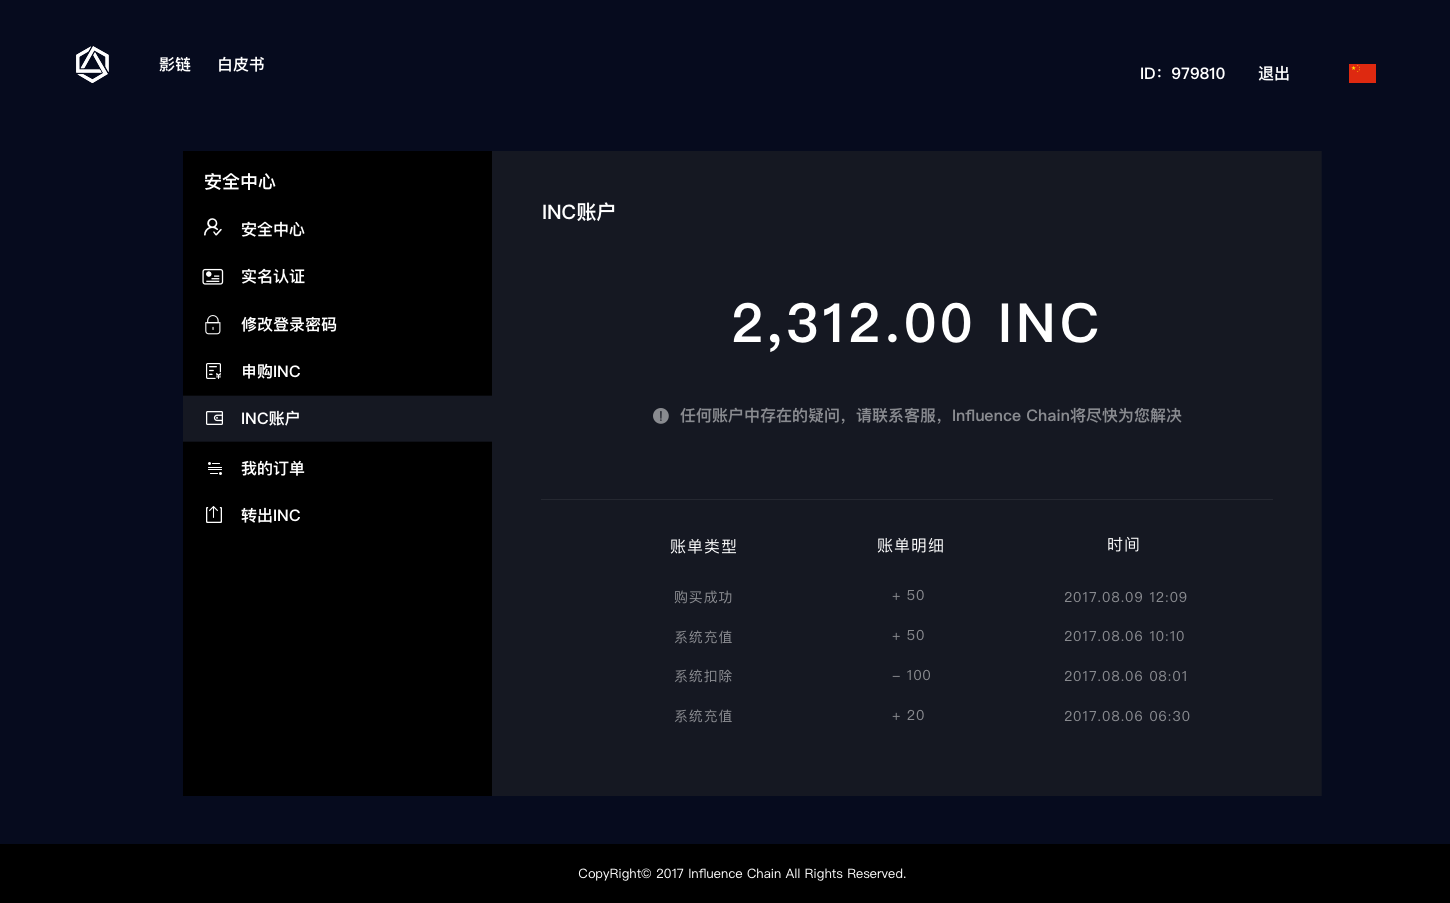 影链 白皮书
ID：979810 退出
安全中心
安全中心
实名认证
修改登录密码
申购INC
INC账户
我的订单
转出INC
INC账户
2,312.00 INC
任何账户中存在的疑问，请联系客服，Influence Chain将尽快为您解决
账单类型 账单明细 时间
购买成功 + 50 2017.08.09 12:09
系统充值 + 50 2017.08.06 10:10
系统扣除 – 100 2017.08.06 08:01
系统充值 + 20 2017.08.06 06:30
CopyRight© 2017 Influence Chain All Rights Reserved.